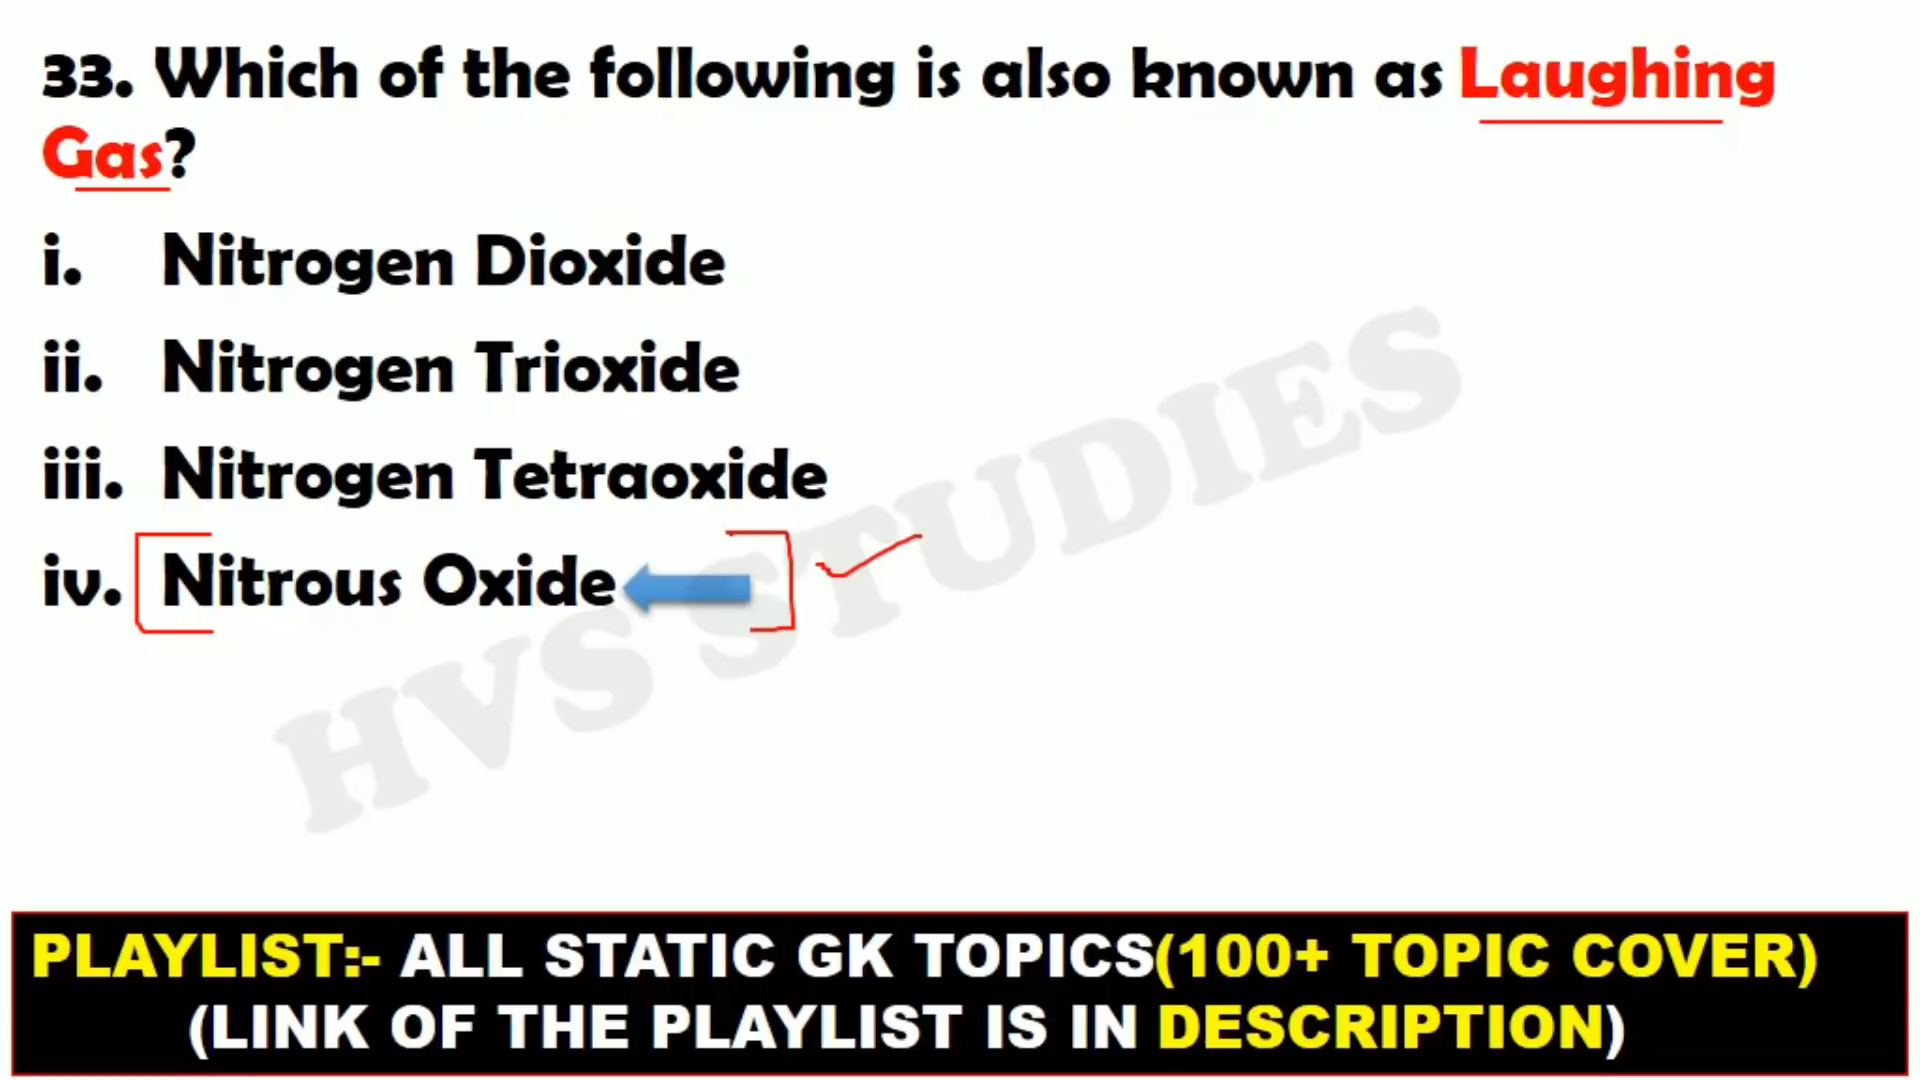 33. Which of the following is also known as Laughing
Gas?
i. Nitrogen Dioxide
ii. Nitrogen Trioxide
iii. Nitrogen Tetraoxide
iv. Nitrous Oxide
HVS STUDIES
PLAYLIST:- ALL STATIC GK TOPICS(100+ TOPIC COVER)
(LINK OF THE PLAYLIST IS IN DESCRIPTION)